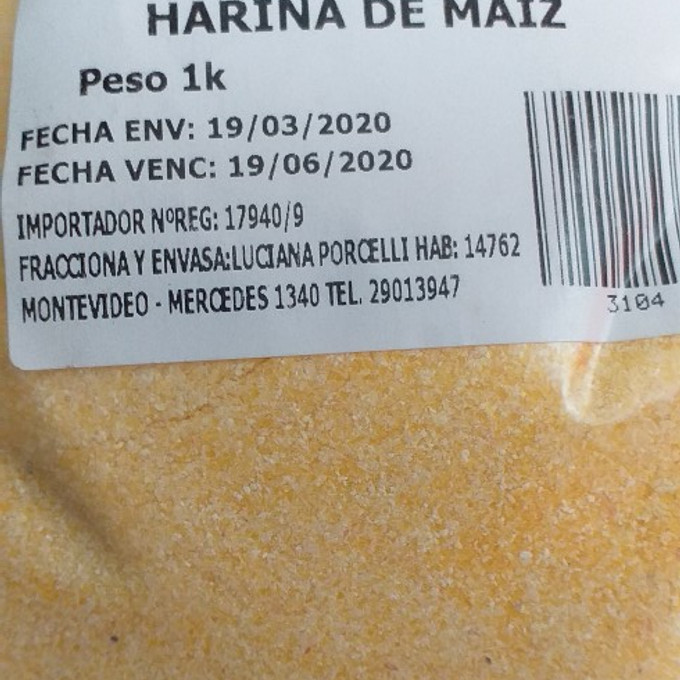 HARINA DE MAIZ
Peso 1k
FECHA ENV: 19/03/2020
FECHA VENC: 19/06/2020
IMPORTADOR NºREG: 17940/9
FRACCIONA Y ENVASA:LUCIANA PORCELLI HAB: 14762
MONTEVIDEO - MERCEDES 1340 TEL. 29013947
3104